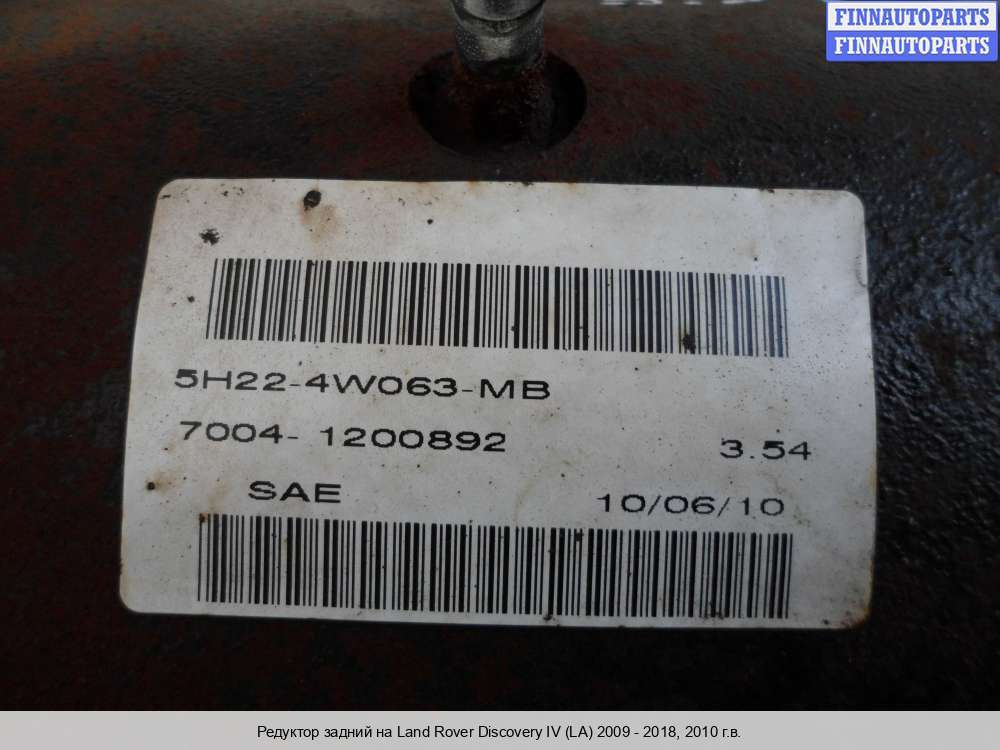 FINNAUTOPARTS
FINNAUTOPARTS
5H22-4W063-MB
7004- 1200892 3.54
SAE 10/06/10
Редуктор задний на Land Rover Discovery IV (LA) 2009 - 2018, 2010 г.в.